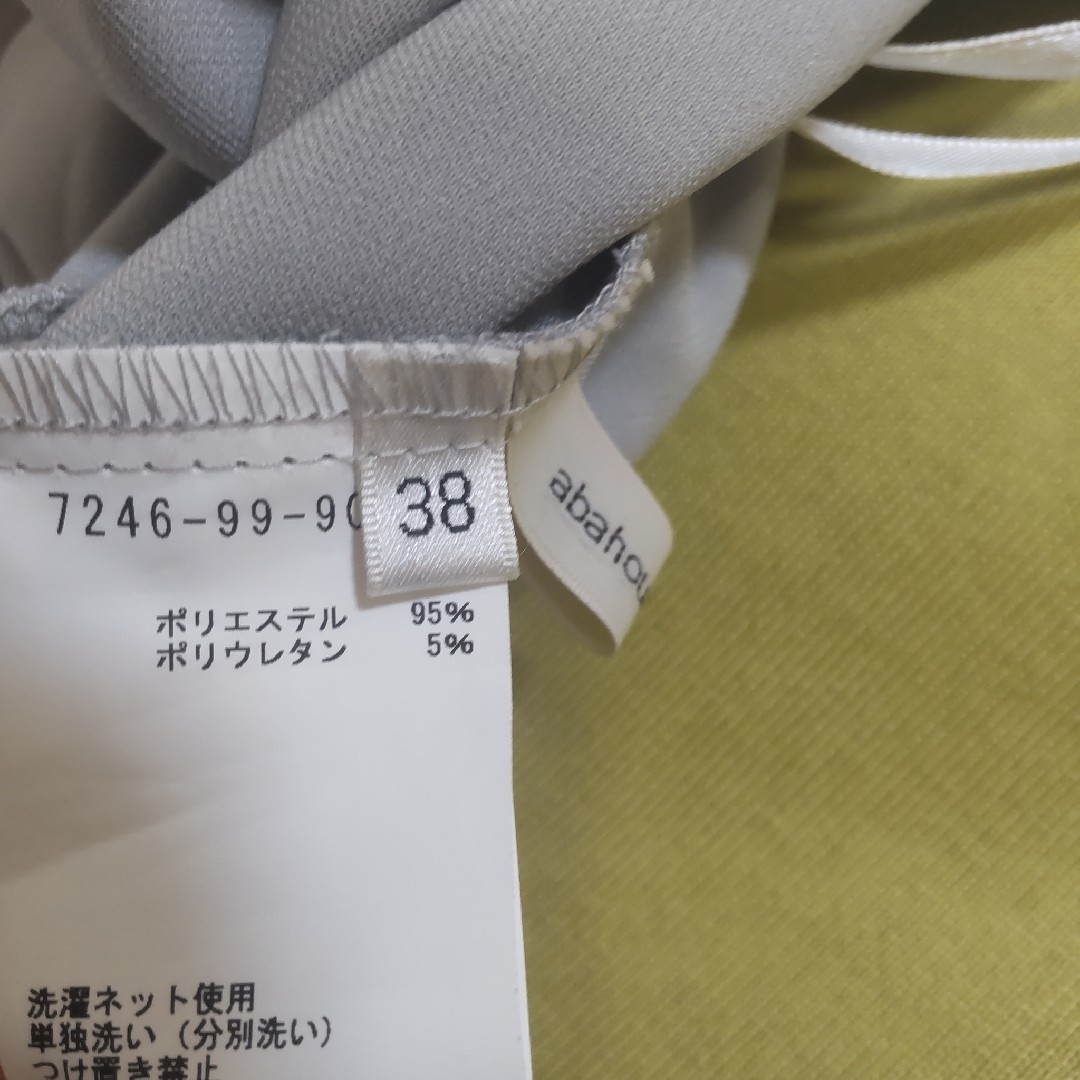 7246-99-90
38
abahou
ポリエステル 95%
ポリウレタン 5%
洗濯ネット使用
単独洗い（分別洗い）
つけ置き禁止